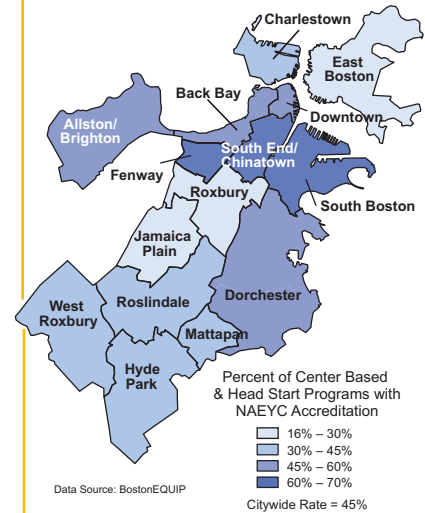 Charlestown
East
Boston
Back Bay
Downtown
Allston/
Brighton
South End/
Chinatown
Fenway
Roxbury
South Boston
Jamaica
Plain
West
Roxbury
Roslindale
Dorchester
Mattapan
Hyde
Park
Percent of Center Based
& Head Start Programs with
NAEYC Accreditation
16% – 30%
30% – 45%
45% – 60%
60% – 70%
Data Source: BostonEQUIP
Citywide Rate = 45%